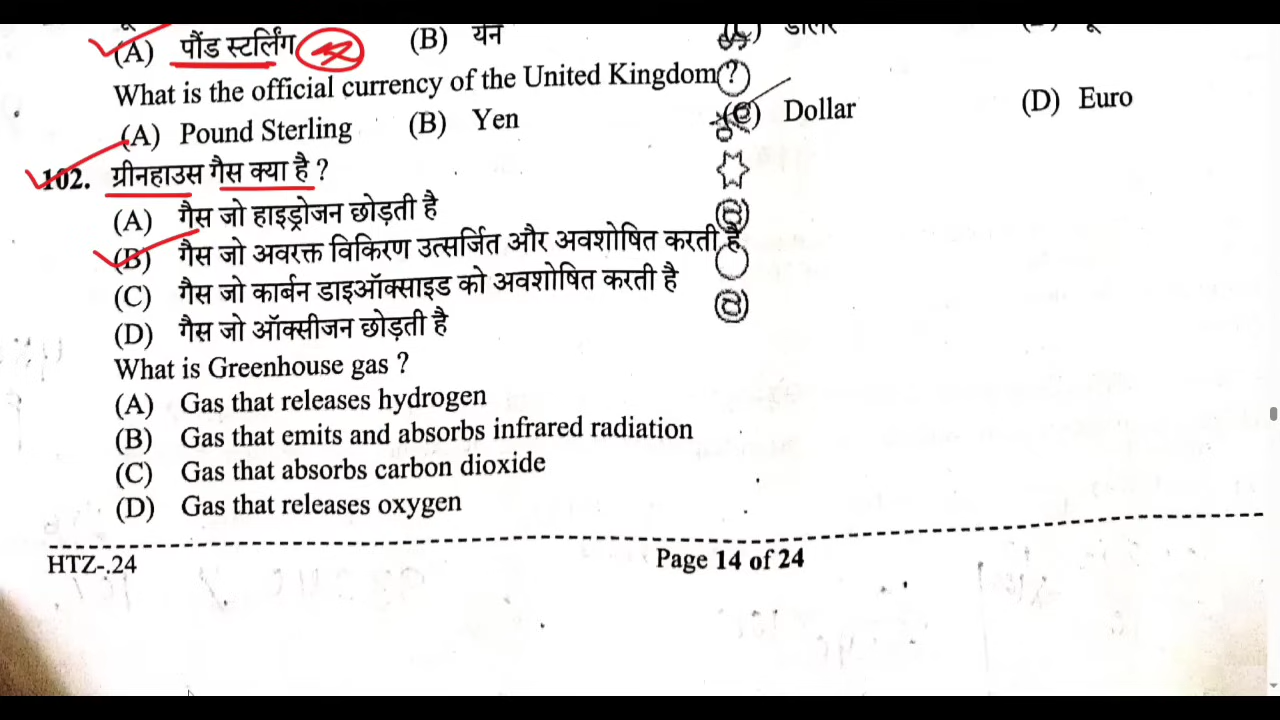 (A) पौंड स्टर्लिंग (B) येन डॉलर
What is the official currency of the United Kingdom ?
(A) Pound Sterling (B) Yen (C) Dollar (D) Euro
102. ग्रीनहाउस गैस क्या है ?
(A) गैस जो हाइड्रोजन छोड़ती है
(B) गैस जो अवरक्त विकिरण उत्सर्जित और अवशोषित करती है
(C) गैस जो कार्बन डाइऑक्साइड को अवशोषित करती है
(D) गैस जो ऑक्सीजन छोड़ती है
What is Greenhouse gas ?
(A) Gas that releases hydrogen
(B) Gas that emits and absorbs infrared radiation
(C) Gas that absorbs carbon dioxide
(D) Gas that releases oxygen
HTZ-.24 Page 14 of 24